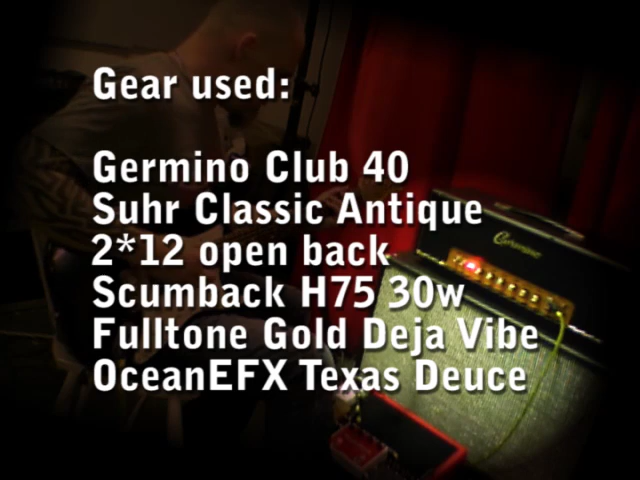 Gear used:
Germino Club 40
Suhr Classic Antique
2*12 open back
Scumback H75 30w
Fulltone Gold Deja Vibe
OceanEFX Texas Deuce
Germino